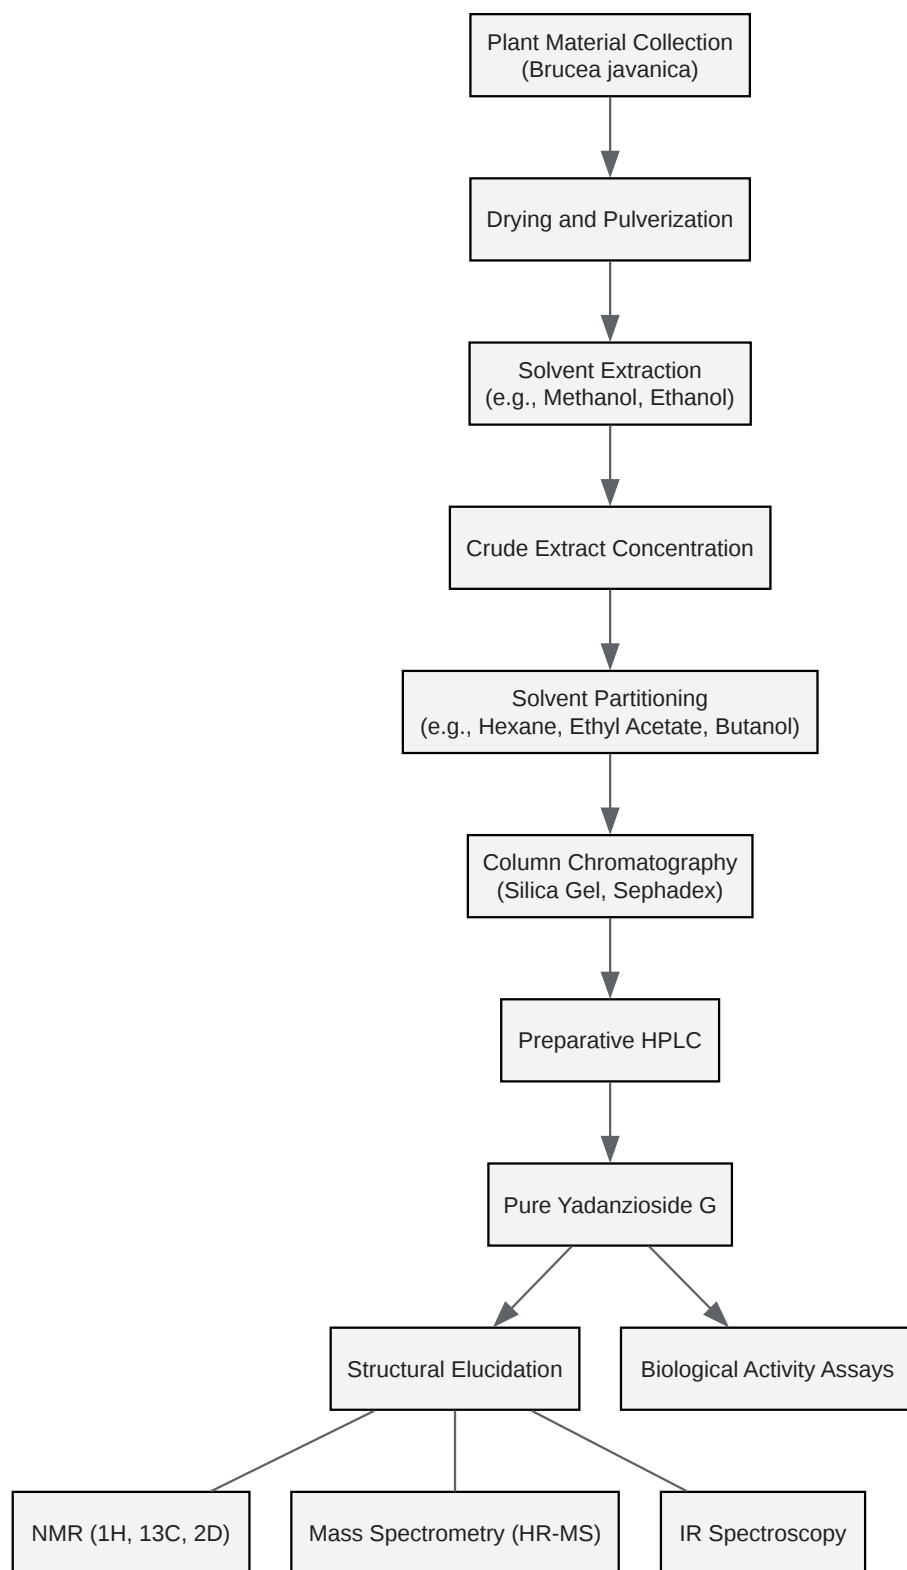 Plant Material Collection
(Brucea javanica)
Drying and Pulverization
Solvent Extraction
(e.g., Methanol, Ethanol)
Crude Extract Concentration
Solvent Partitioning
(e.g., Hexane, Ethyl Acetate, Butanol)
Column Chromatography
(Silica Gel, Sephadex)
Preparative HPLC
Pure Yadanzioside G
Structural Elucidation
Biological Activity Assays
NMR (1H, 13C, 2D)
Mass Spectrometry (HR-MS)
IR Spectroscopy